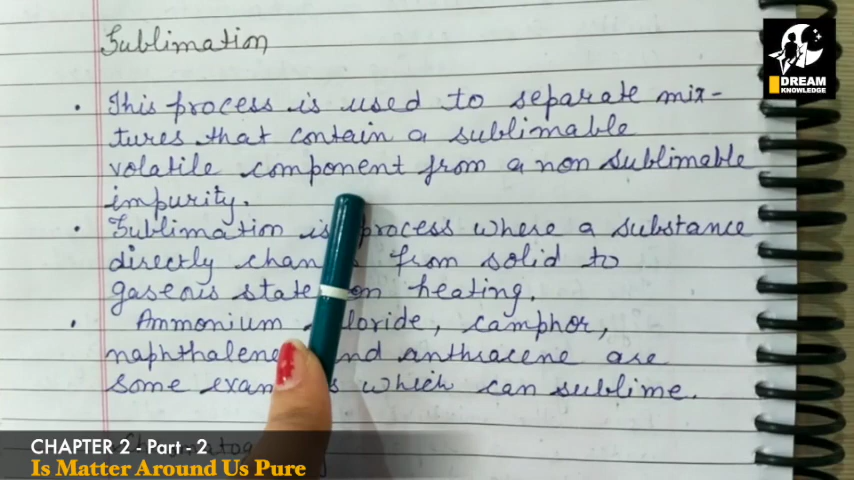 Sublimation
DREAM
KNOWLEDGE
• This process is used to separate mix-
tures that contain a sublimable
volatile component from a non sublimable
impurity.
• Sublimation is process where a substance
directly chan from solid to
gaseous state on heating.
• Ammonium loride, camphor,
naphthalene nd anthracene are
some exam s which can sublime.
CHAPTER 2 - Part - 2
Is Matter Around Us Pure